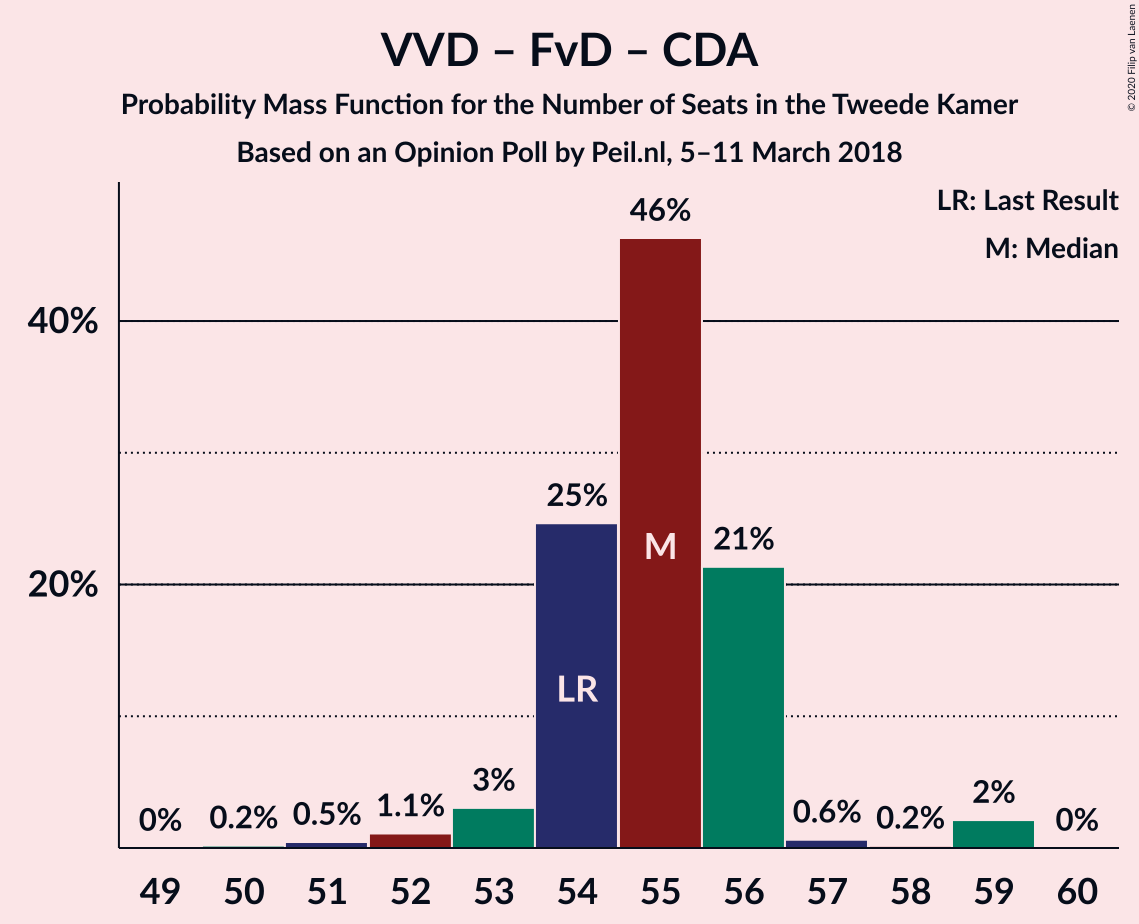 VVD – FvD – CDA
Probability Mass Function for the Number of Seats in the Tweede Kamer
Based on an Opinion Poll by Peil.nl, 5–11 March 2018
© 2020 Filip van Laenen
LR: Last Result
M: Median
40%
20%
0%
0.2%
0.5%
1.1%
3%
25%
46%
21%
0.6%
0.2%
2%
0%
LR
M
49 50 51 52 53 54 55 56 57 58 59 60